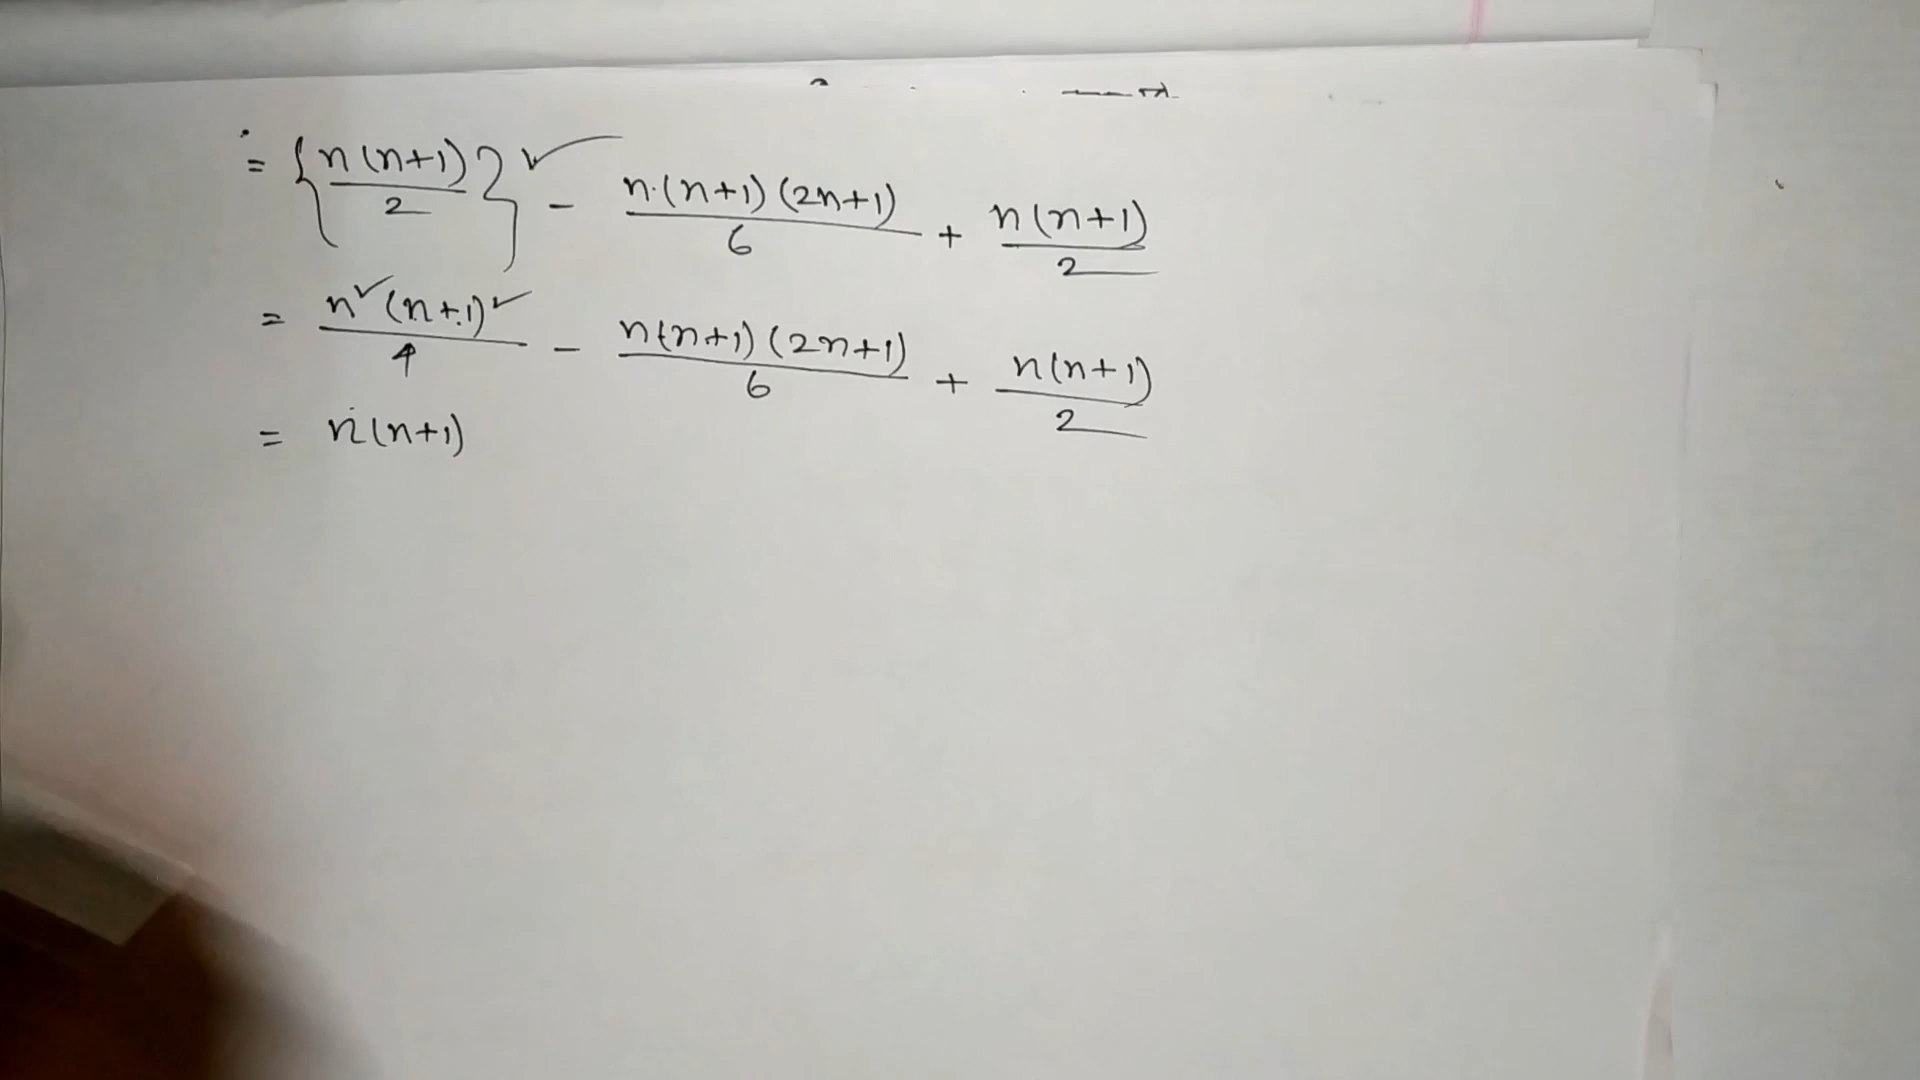 = {n(n+1)/2}² - n·(n+1)(2n+1)/6 + n(n+1)/2
= n²(n+1)²/4 - n(n+1)(2n+1)/6 + n(n+1)/2
= n(n+1)